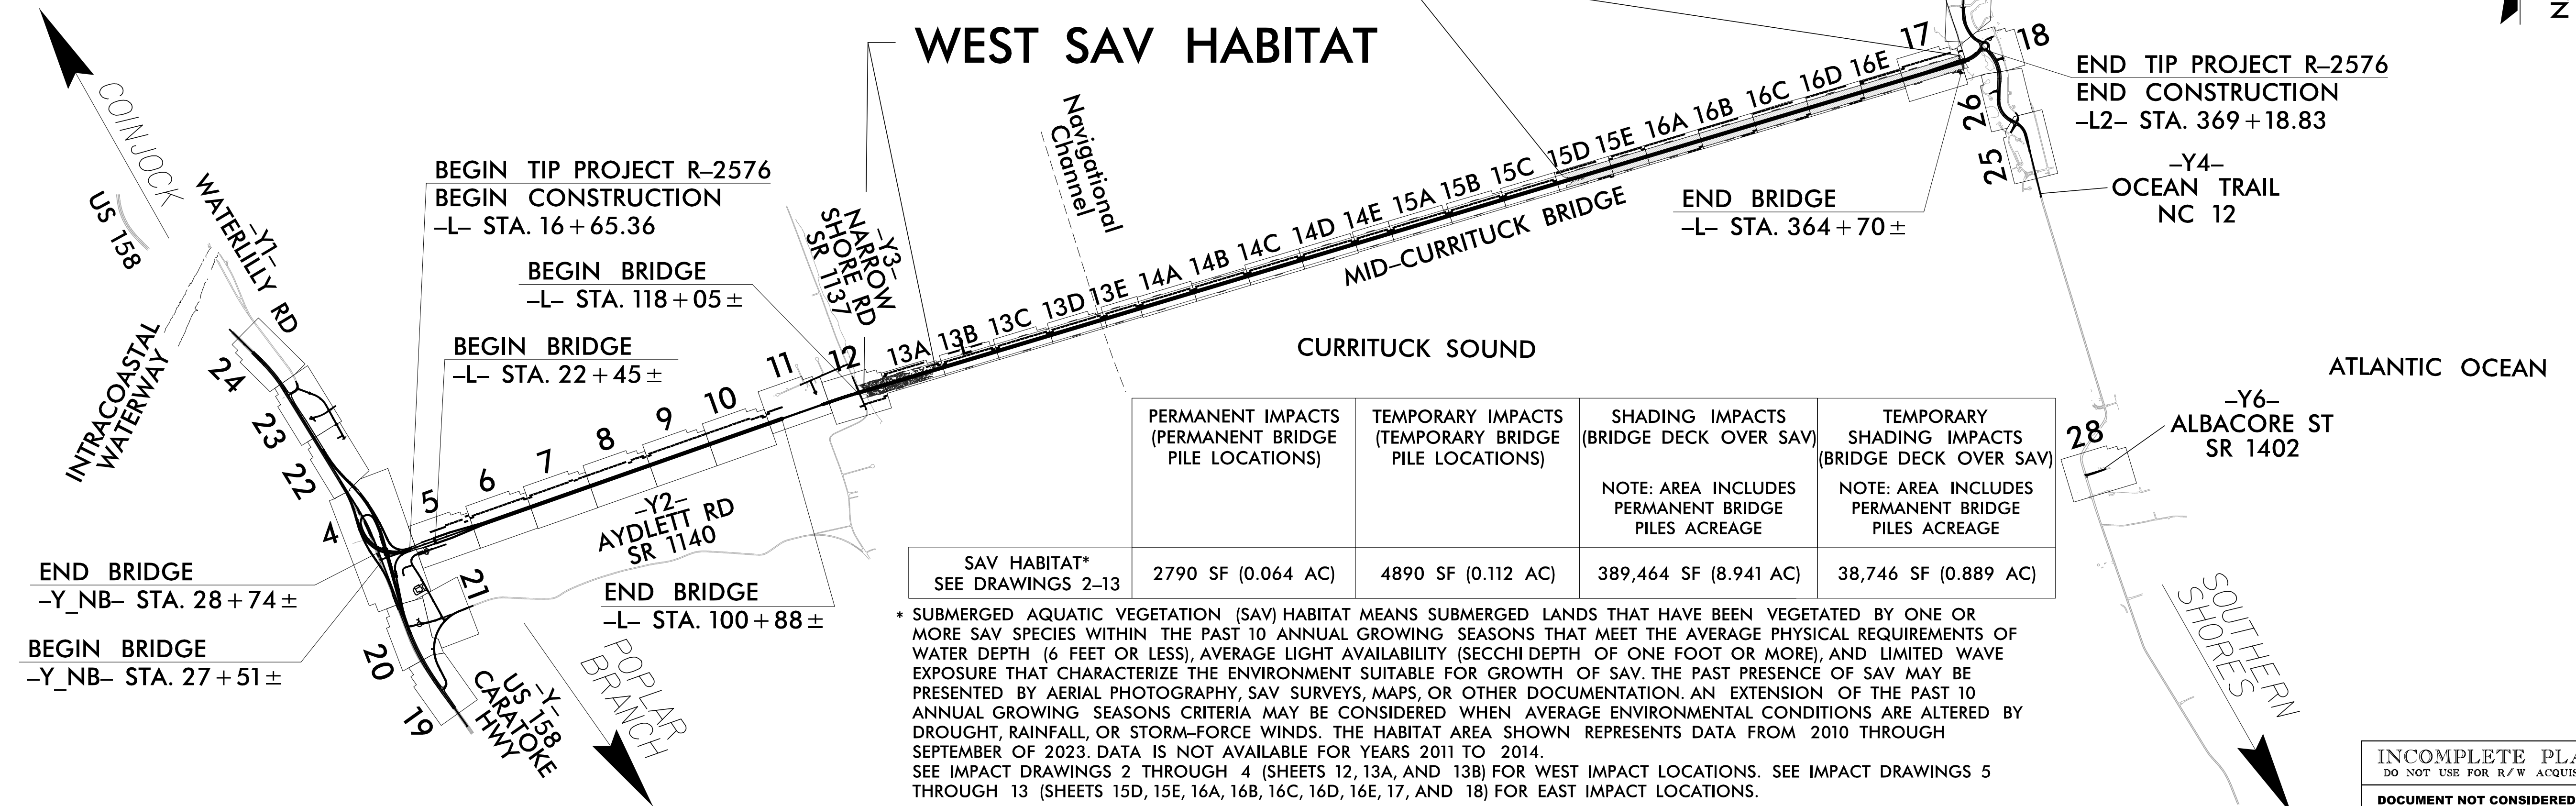 WEST SAV HABITAT
N
COINJOCK
US 158
–Y1–
WATERLILLY RD
INTRACOASTAL
WATERWAY
BEGIN TIP PROJECT R–2576
BEGIN CONSTRUCTION
–L– STA. 16+65.36
BEGIN BRIDGE
–L– STA. 118+05±
BEGIN BRIDGE
–L– STA. 22+45±
–Y3–
NARROW
SHORE RD
SR 1137
Navigational
Channel
24
23
22
4
5
6
7
8
9
10
11
12
13A
13B
–L–
13C
13D
13E
14A
14B
14C
14D
14E
15A
15B
15C
15D
15E
16A
16B
16C
16D
16E
17
18
26
25
28
21
20
19
MID–CURRITUCK BRIDGE
END TIP PROJECT R–2576
END CONSTRUCTION
–L2– STA. 369+18.83
–Y4–
OCEAN TRAIL
NC 12
END BRIDGE
–L– STA. 364+70±
CURRITUCK SOUND
ATLANTIC OCEAN
–Y6–
ALBACORE ST
SR 1402
–Y2–
AYDLETT RD
SR 1140
END BRIDGE
–L– STA. 100+88±
END BRIDGE
–Y_NB– STA. 28+74±
BEGIN BRIDGE
–Y_NB– STA. 27+51±
–Y–
US 158
CARATOKE
HWY
POPLAR
BRANCH
SOUTHERN
SHORES
PERMANENT IMPACTS
(PERMANENT BRIDGE
PILE LOCATIONS)
TEMPORARY IMPACTS
(TEMPORARY BRIDGE
PILE LOCATIONS)
SHADING IMPACTS
(BRIDGE DECK OVER SAV)
NOTE: AREA INCLUDES
PERMANENT BRIDGE
PILES ACREAGE
TEMPORARY
SHADING IMPACTS
(BRIDGE DECK OVER SAV)
NOTE: AREA INCLUDES
PERMANENT BRIDGE
PILES ACREAGE
SAV HABITAT*
SEE DRAWINGS 2–13
2790 SF (0.064 AC)
4890 SF (0.112 AC)
389,464 SF (8.941 AC)
38,746 SF (0.889 AC)
* SUBMERGED AQUATIC VEGETATION (SAV) HABITAT MEANS SUBMERGED LANDS THAT HAVE BEEN VEGETATED BY ONE OR
MORE SAV SPECIES WITHIN THE PAST 10 ANNUAL GROWING SEASONS THAT MEET THE AVERAGE PHYSICAL REQUIREMENTS OF
WATER DEPTH (6 FEET OR LESS), AVERAGE LIGHT AVAILABILITY (SECCHI DEPTH OF ONE FOOT OR MORE), AND LIMITED WAVE
EXPOSURE THAT CHARACTERIZE THE ENVIRONMENT SUITABLE FOR GROWTH OF SAV. THE PAST PRESENCE OF SAV MAY BE
PRESENTED BY AERIAL PHOTOGRAPHY, SAV SURVEYS, MAPS, OR OTHER DOCUMENTATION. AN EXTENSION OF THE PAST 10
ANNUAL GROWING SEASONS CRITERIA MAY BE CONSIDERED WHEN AVERAGE ENVIRONMENTAL CONDITIONS ARE ALTERED BY
DROUGHT, RAINFALL, OR STORM–FORCE WINDS. THE HABITAT AREA SHOWN REPRESENTS DATA FROM 2010 THROUGH
SEPTEMBER OF 2023. DATA IS NOT AVAILABLE FOR YEARS 2011 TO 2014.
SEE IMPACT DRAWINGS 2 THROUGH 4 (SHEETS 12, 13A, AND 13B) FOR WEST IMPACT LOCATIONS. SEE IMPACT DRAWINGS 5
THROUGH 13 (SHEETS 15D, 15E, 16A, 16B, 16C, 16D, 16E, 17, AND 18) FOR EAST IMPACT LOCATIONS.
INCOMPLETE PLA
DO NOT USE FOR R/W ACQUIS
DOCUMENT NOT CONSIDERED